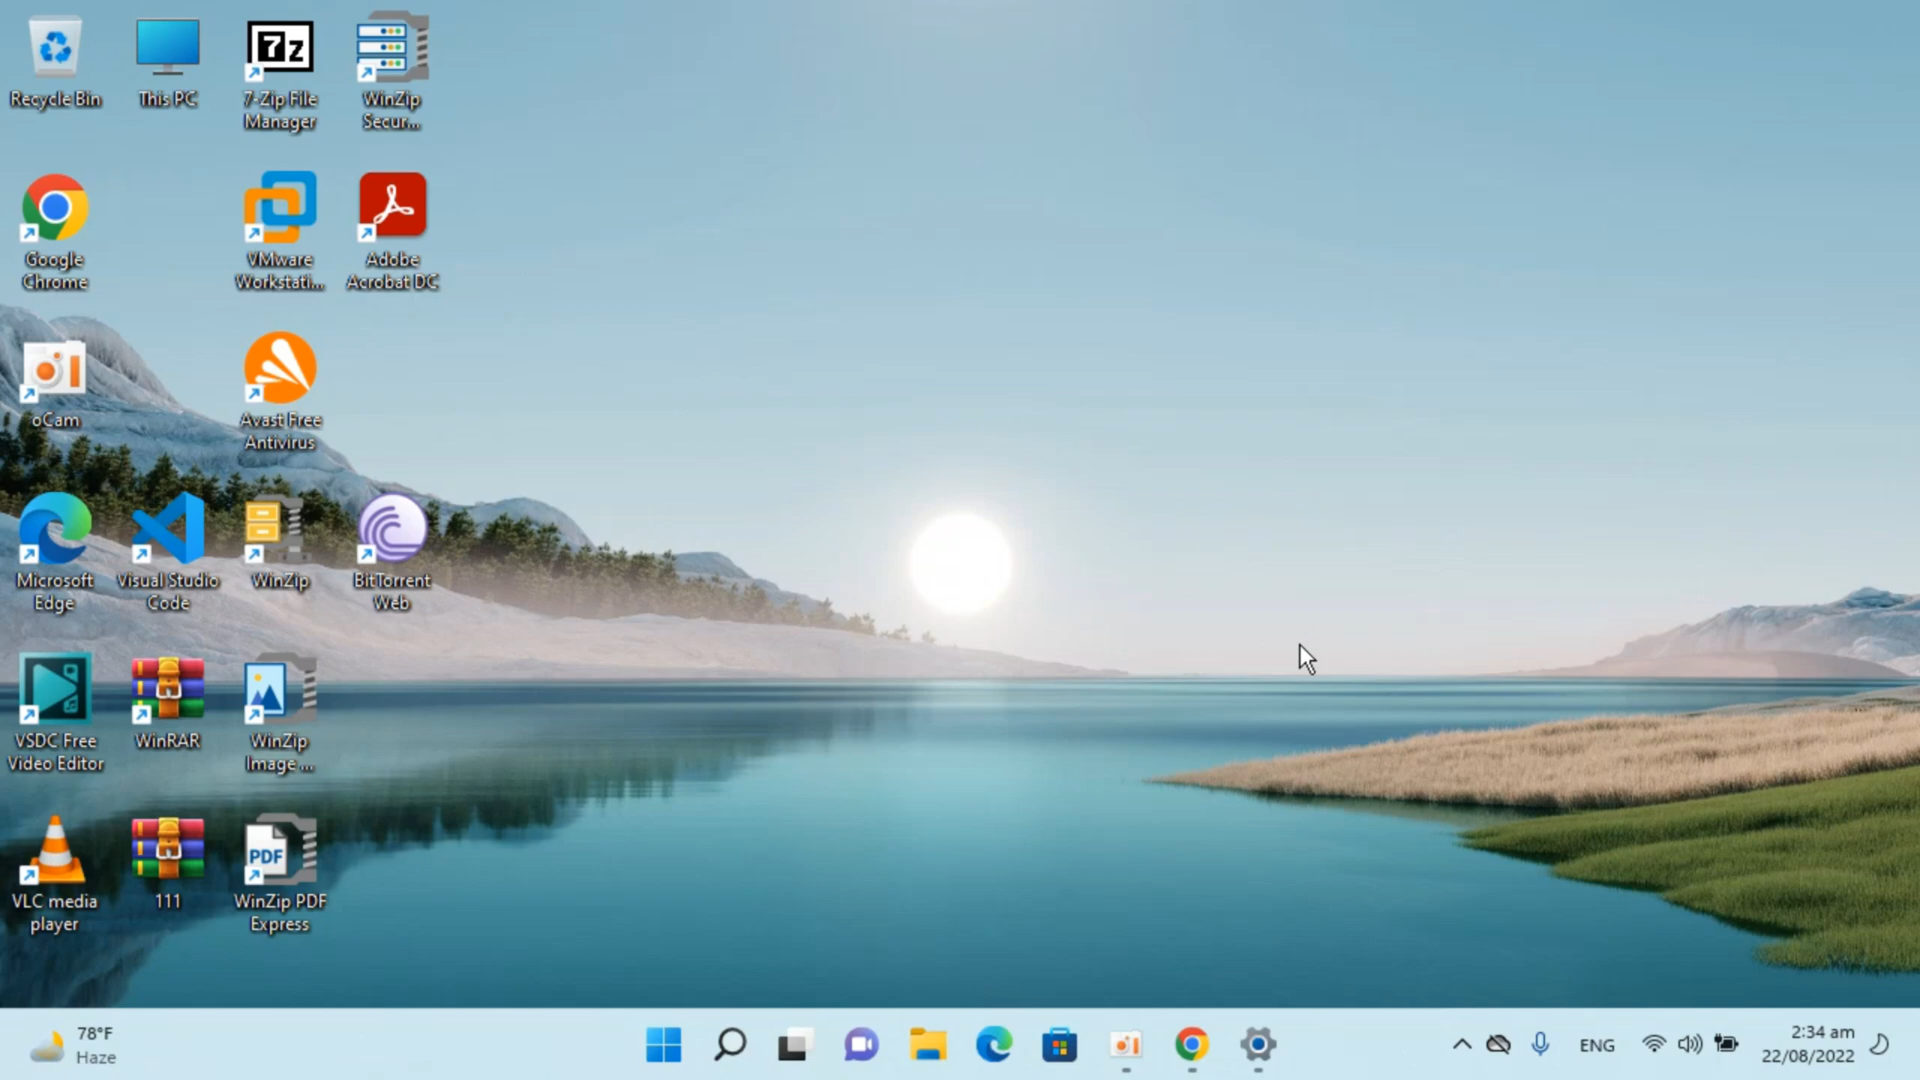 Recycle Bin
This PC
7-Zip File
Manager
WinZip
Secur...
Google
Chrome
VMware
Workstati...
Adobe
Acrobat DC
oCam
Avast Free
Antivirus
Microsoft
Edge
Visual Studio
Code
WinZip
BitTorrent
Web
VSDC Free
Video Editor
WinRAR
WinZip
Image ...
VLC media
player
111
PDF
WinZip PDF
Express
78°F
Haze
ENG
2:34 am
22/08/2022
7z